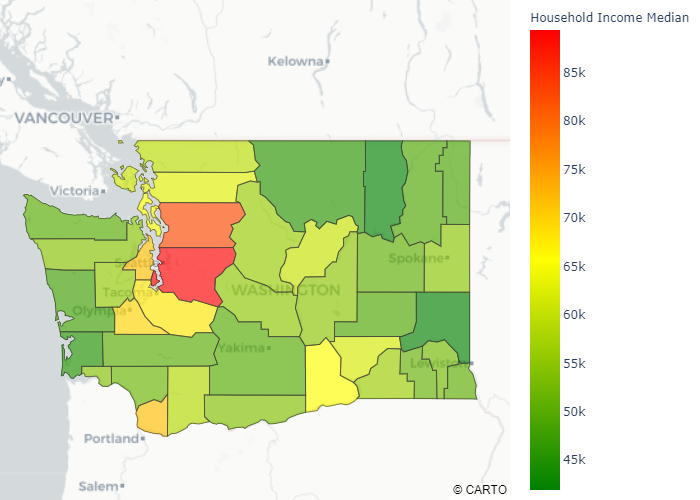 Household Income Median
Kelowna
VANCOUVER
Victoria
Seattle
Spokane
Tacoma
WASHINGTON
Olympia
Yakima
Lewiston
Portland
Salem
85k
80k
75k
70k
65k
60k
55k
50k
45k
© CARTO